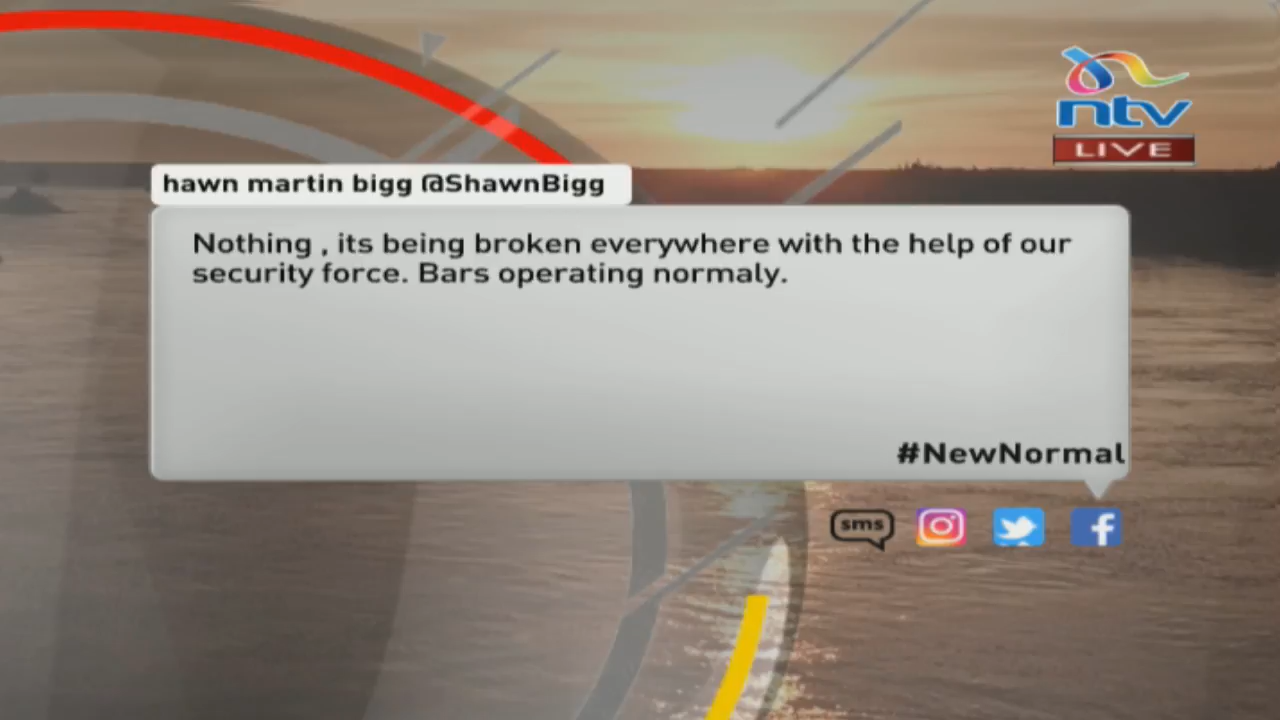 ntv
LIVE
hawn martin bigg @ShawnBigg
Nothing , its being broken everywhere with the help of our
security force. Bars operating normaly.
#NewNormal
sms